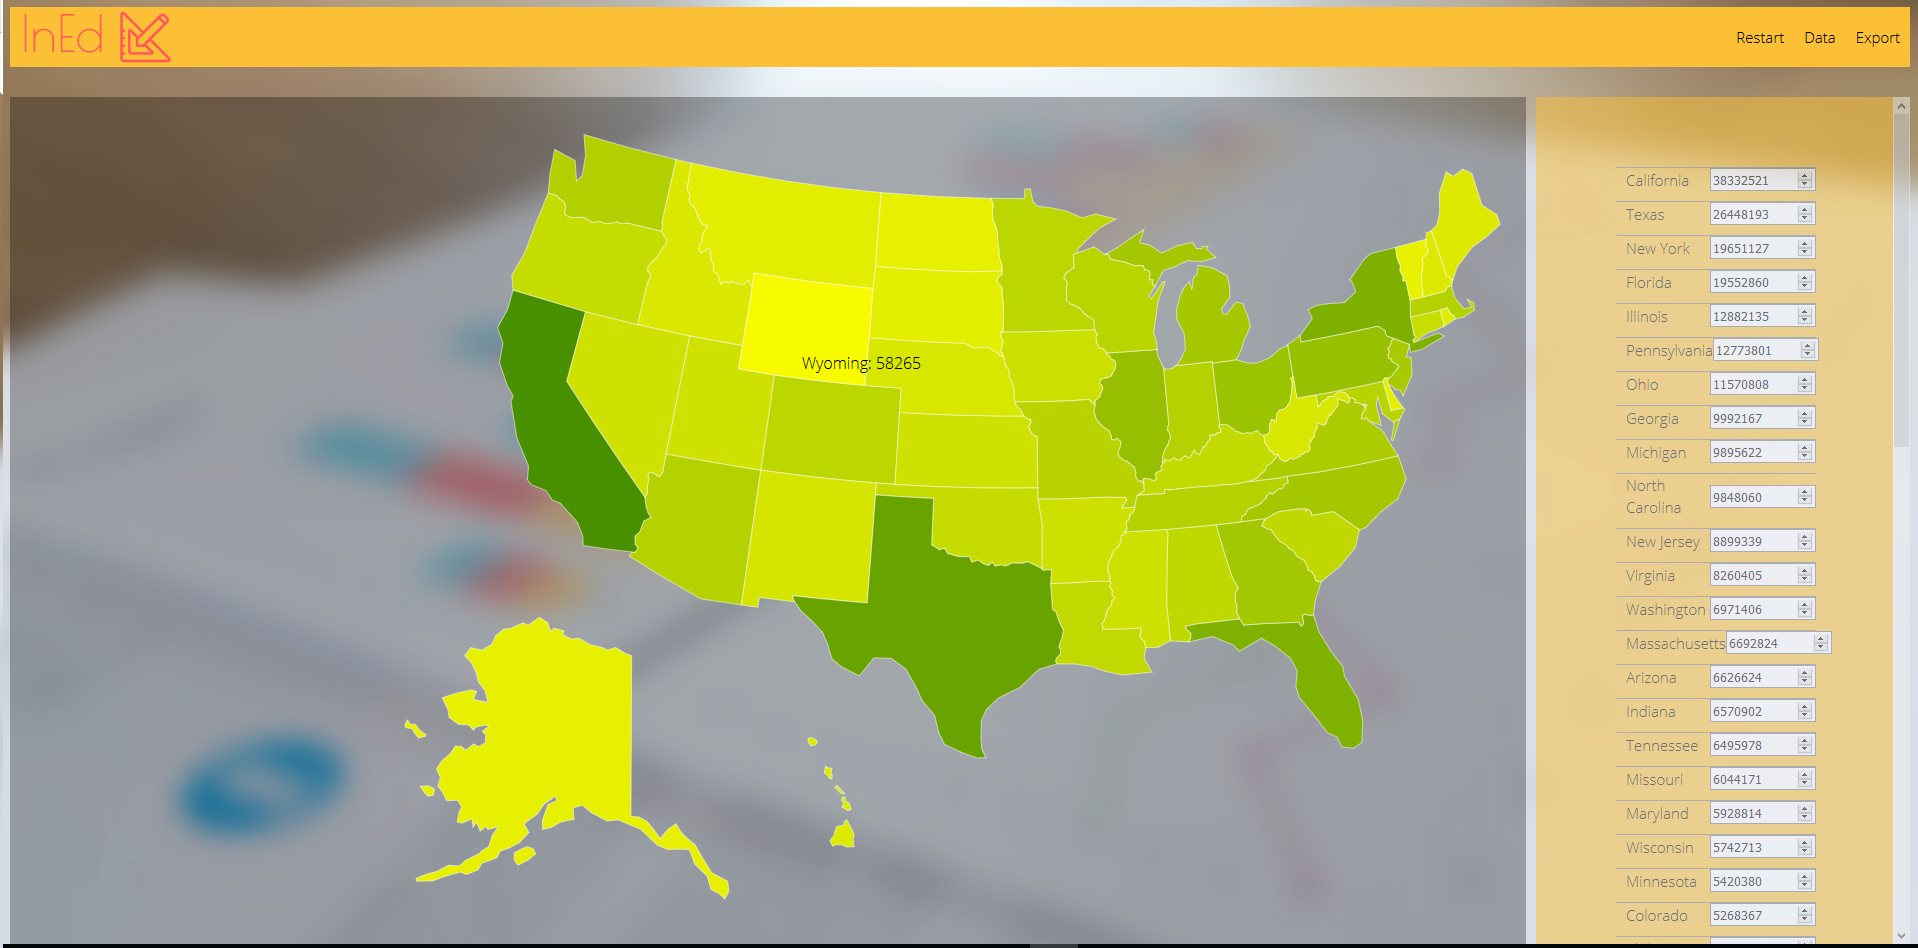 InEd
Restart Data Export
Wyoming: 58265
California 38332521
Texas 26448193
New York 19651127
Florida 19552860
Illinois 12882135
Pennsylvania 12773801
Ohio 11570808
Georgia 9992167
Michigan 9895622
North
Carolina 9848060
New Jersey 8899339
Virginia 8260405
Washington 6971406
Massachusetts 6692824
Arizona 6626624
Indiana 6570902
Tennessee 6495978
Missouri 6044171
Maryland 5928814
Wisconsin 5742713
Minnesota 5420380
Colorado 5268367